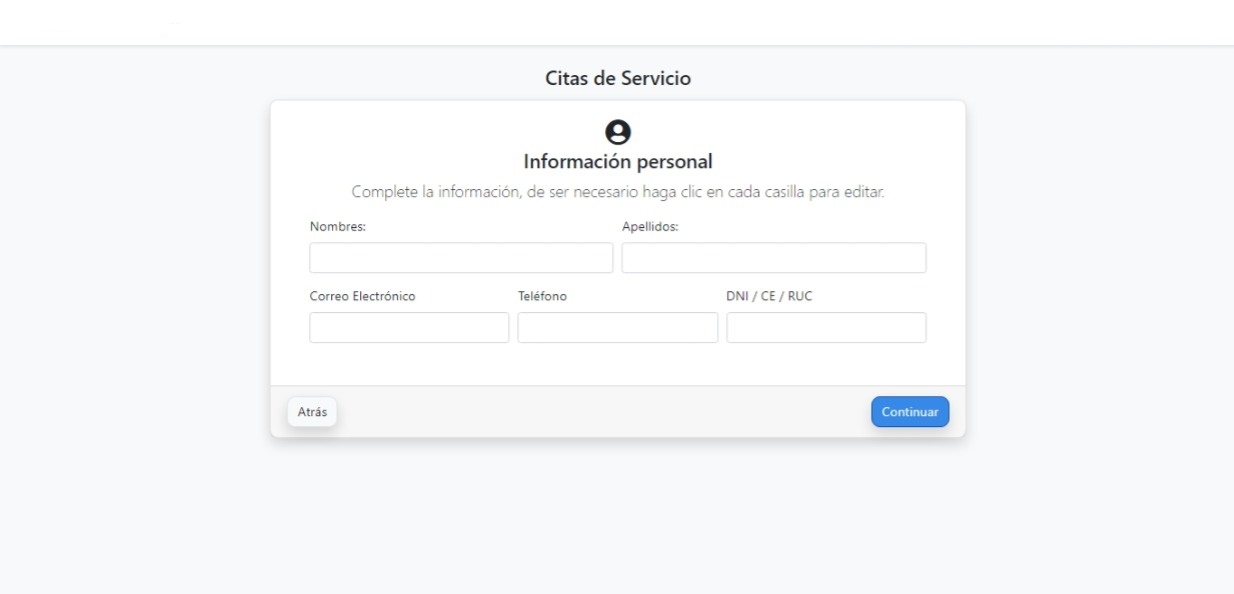 Citas de Servicio
Información personal
Complete la información, de ser necesario haga clic en cada casilla para editar.
Nombres: Apellidos:
Correo Electrónico Teléfono DNI / CE / RUC
Atrás Continuar